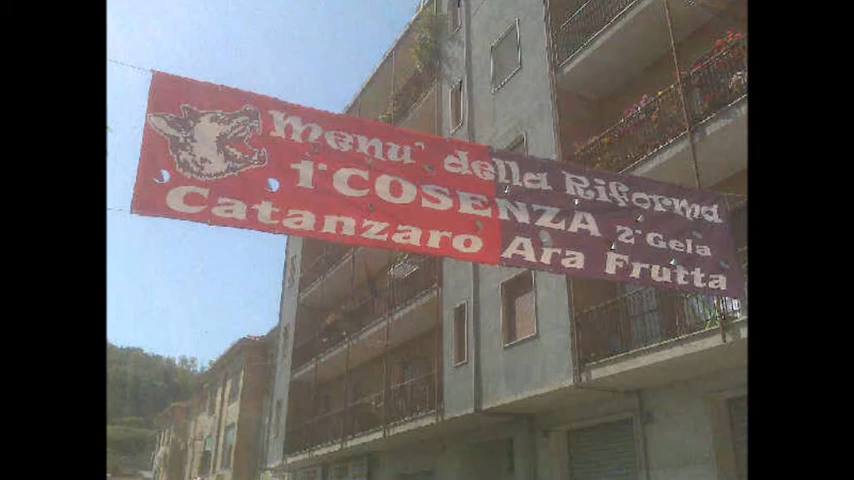 Menu' della Riforma
1° COSENZA 2° Gela
Catanzaro Ara Frutta